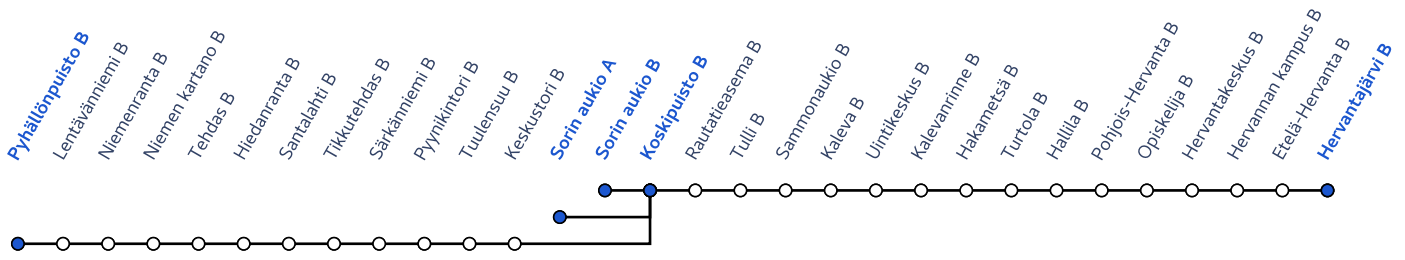 Pyhällönpuisto B
Lentävänniemi B
Niemenranta B
Niemen kartano B
Tehdas B
Hiedanranta B
Santalahti B
Tikkutehdas B
Särkänniemi B
Pyynikintori B
Tuulensuu B
Keskustori B
Sorin aukio A
Sorin aukio B
Koskipuisto B
Rautatieasema B
Tulli B
Sammonaukio B
Kaleva B
Uintikeskus B
Kalevanrinne B
Hakametsä B
Turtola B
Hallila B
Pohjois-Hervanta B
Opiskelija B
Hervantakeskus B
Hervannan kampus B
Etelä-Hervanta B
Hervantajärvi B